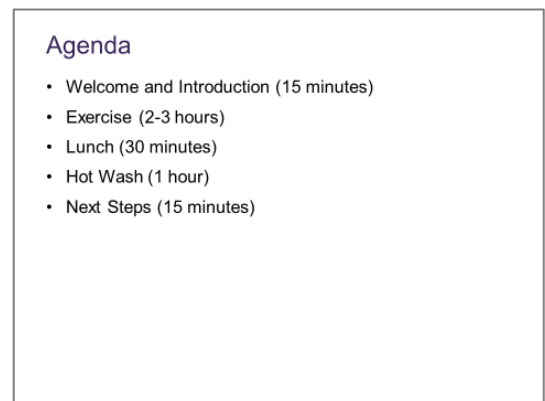 Agenda
• Welcome and Introduction (15 minutes)
• Exercise (2-3 hours)
• Lunch (30 minutes)
• Hot Wash (1 hour)
• Next Steps (15 minutes)